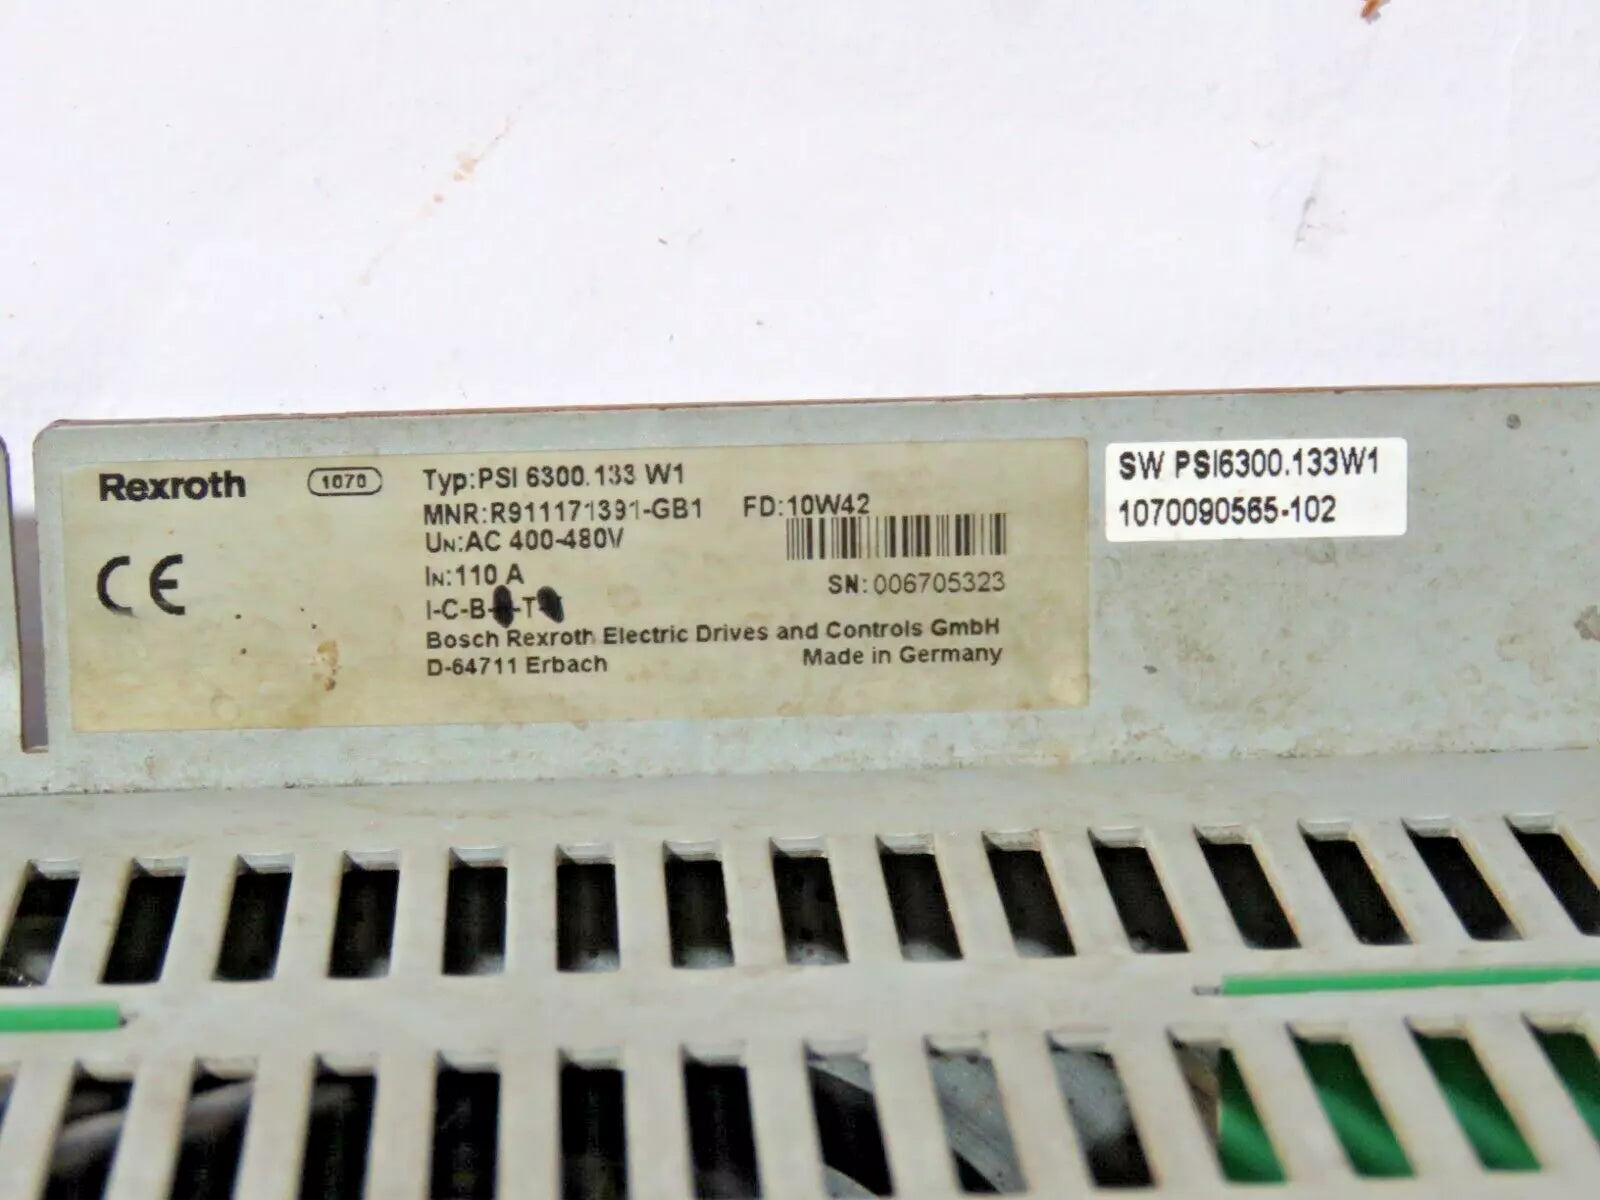 Rexroth
1070
Typ:PSI 6300.133 W1
MNR:R911171391-GB1 FD:10W42
UN:AC 400-480V
IN:110 A
SN:006705323
I-C-B- -T-
Bosch Rexroth Electric Drives and Controls GmbH
D-64711 Erbach Made in Germany
CE
SW PSI6300.133W1
1070090565-102